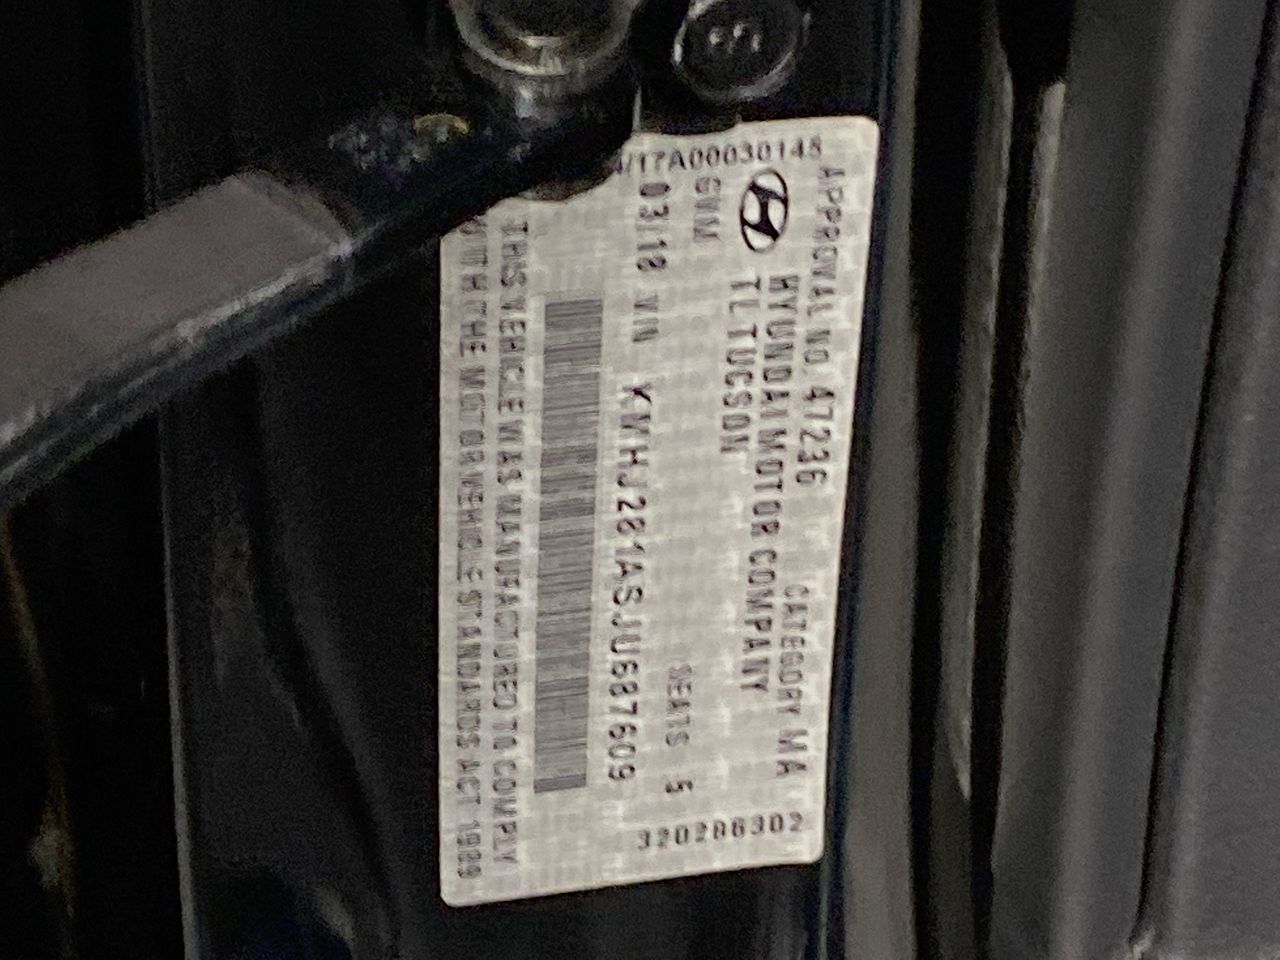 /17A00030145
APPROVAL NO. 47236 CATEGORY MA
HYUNDAI MOTOR COMPANY
TL TUCSON
GVM SEATS 5
03/18 VIN KMHJ281ASJU687609
THIS VEHICLE WAS MANUFACTURED TO COMPLY
WITH THE MOTOR VEHICLE STANDARDS ACT 1989
320286302